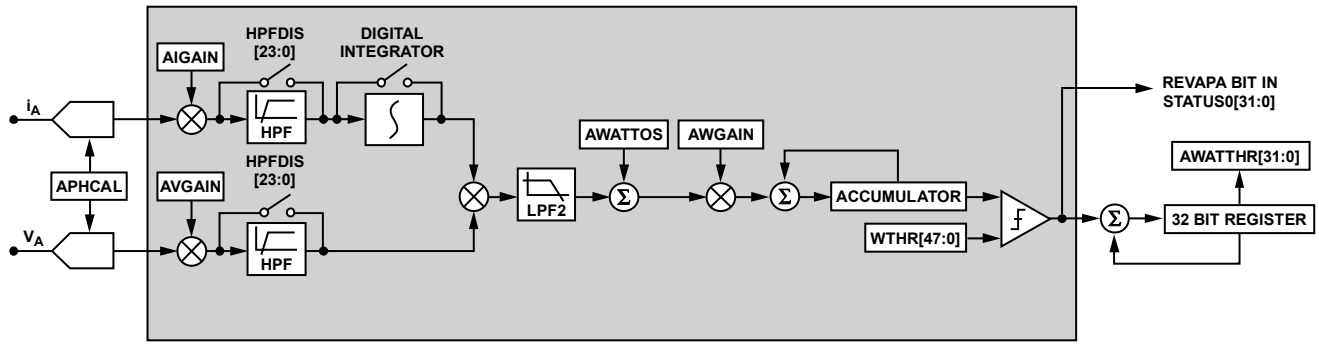 HPFDIS
[23:0]
DIGITAL
INTEGRATOR
AIGAIN
REVAPA BIT IN
STATUS0[31:0]
iA
HPF
AWATTOS
AWGAIN
AWATTHR[31:0]
HPFDIS
[23:0]
APHCAL
AVGAIN
LPF2
Σ
Σ
ACCUMULATOR
Σ
32 BIT REGISTER
VA
HPF
WTHR[47:0]